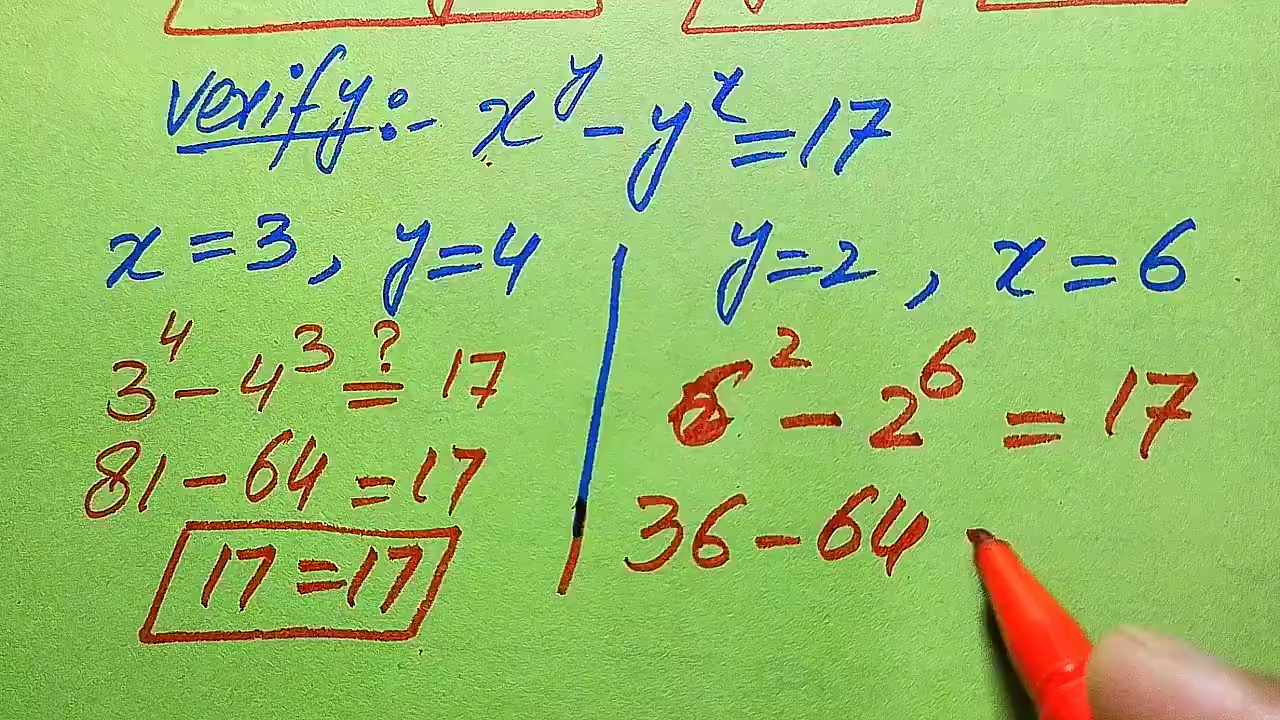 verify:- x^y - y^x = 17
x = 3, y = 4
3^4 - 4^3 ?= 17
81 - 64 = 17
17 = 17
y = 2, x = 6
6^2 - 2^6 = 17
36 - 64